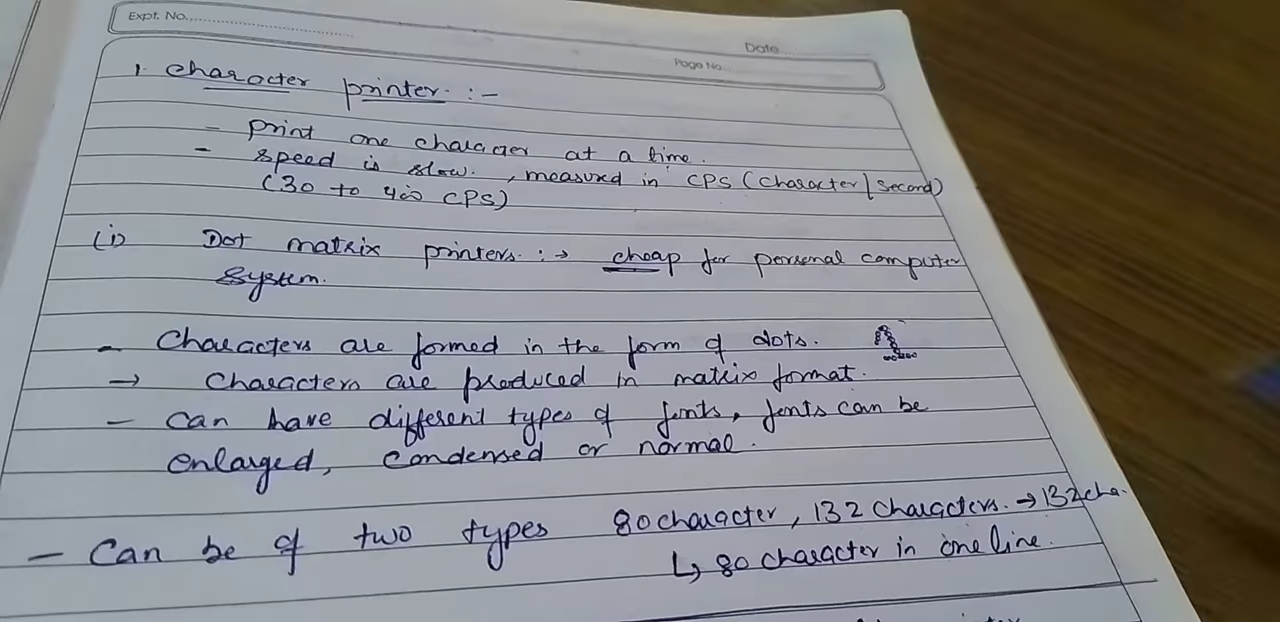 Expt. No.
Date
Page No.
1. Character printer :-
- Print one character at a time.
- Speed is slow. , measured in CPS (Character/Second)
(30 to 400 CPS)
(i) Dot matrix printers. :→ cheap for personal computer
system.
- Characters are formed in the form of dots.
→ Characters are produced in matrix format.
- Can have different types of fonts, fonts can be
enlarged, condensed or normal.
- Can be of two types 80 character, 132 characters. → 132 cha.
↳ 80 character in one line.